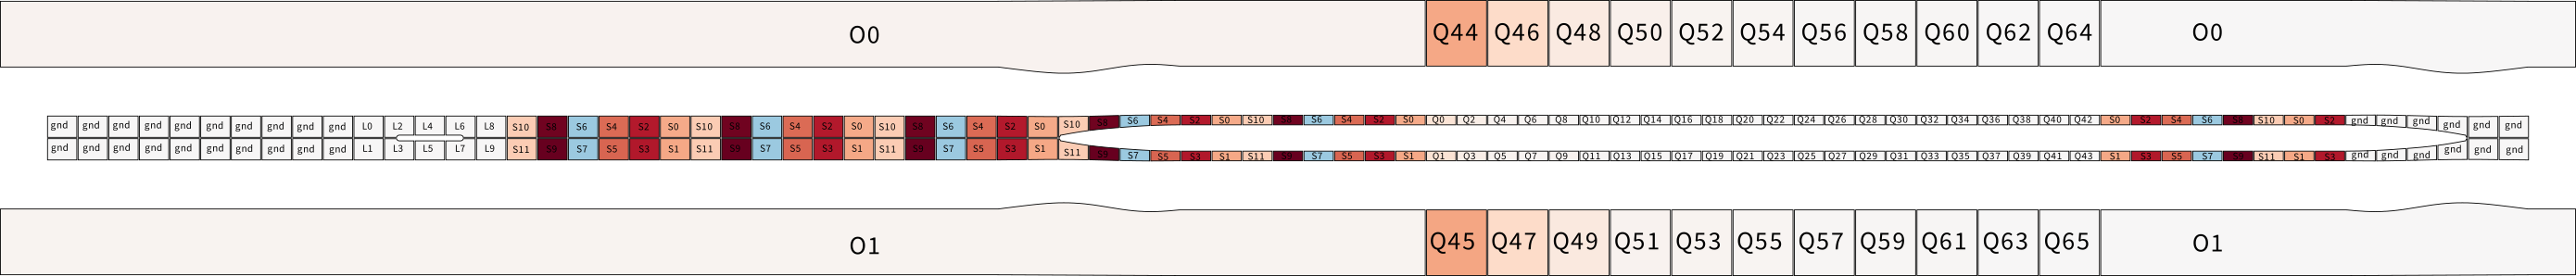 O0 Q44 Q46 Q48 Q50 Q52 Q54 Q56 Q58 Q60 Q62 Q64 O0
gnd gnd gnd gnd gnd gnd gnd gnd gnd gnd L0 L2 L4 L6 L8 S10 S8 S6 S4 S2 S0 S10 S8 S6 S4 S2 S0 S10 S8 S6 S4 S2 S0 S10 S8 S6 S4 S2 S0 S10 S8 S6 S4 S2 S0 Q0 Q2 Q4 Q6 Q8 Q10 Q12 Q14 Q16 Q18 Q20 Q22 Q24 Q26 Q28 Q30 Q32 Q34 Q36 Q38 Q40 Q42 S0 S2 S4 S6 S8 S10 S0 S2 gnd gnd gnd gnd gnd gnd
gnd gnd gnd gnd gnd gnd gnd gnd gnd gnd L1 L3 L5 L7 L9 S11 S9 S7 S5 S3 S1 S11 S9 S7 S5 S3 S1 S11 S9 S7 S5 S3 S1 S11 S9 S7 S5 S3 S1 S11 S9 S7 S5 S3 S1 Q1 Q3 Q5 Q7 Q9 Q11 Q13 Q15 Q17 Q19 Q21 Q23 Q25 Q27 Q29 Q31 Q33 Q35 Q37 Q39 Q41 Q43 S1 S3 S5 S7 S9 S11 S1 S3 gnd gnd gnd gnd gnd gnd
O1 Q45 Q47 Q49 Q51 Q53 Q55 Q57 Q59 Q61 Q63 Q65 O1